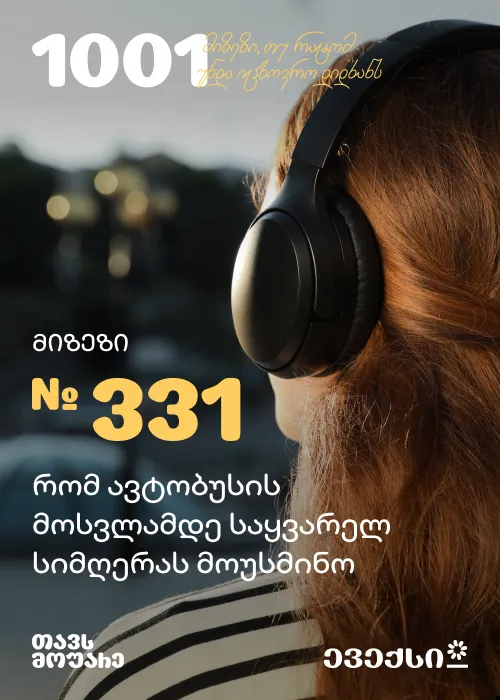 1001 მიზეზი, თუ რატომ
უნდა იცხოვრო დიდხანს
მიზეზი
№ 331
რომ ავტობუსის
მოსვლამდე საყვარელ
სიმღერას მოუსმინო
თავს
მოუარე
ევექსი